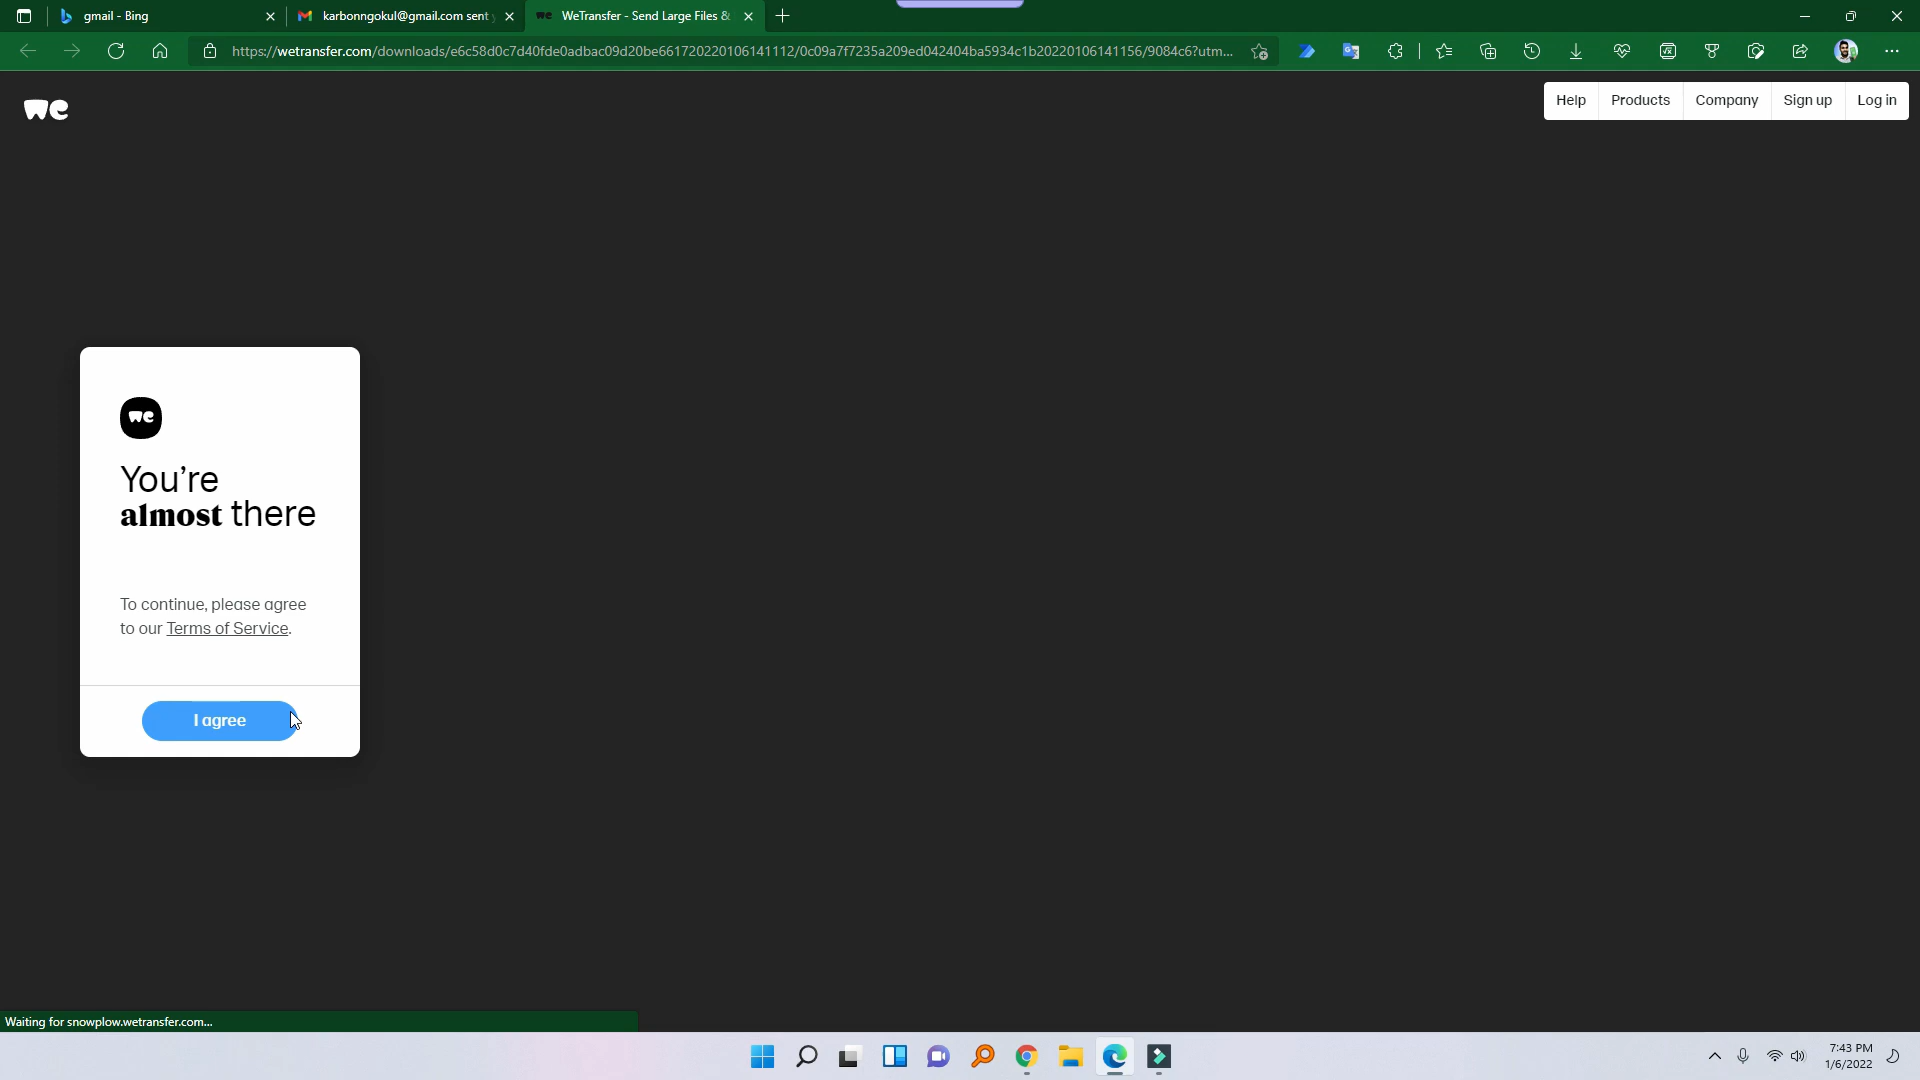 gmail - Bing
karbonngokul@gmail.com sent
WeTransfer - Send Large Files &
https://wetransfer.com/downloads/e6c58d0c7d40fde0adbac09d20be661720220106141112/0c09a7f7235a209ed042404ba5934c1b20220106141156/9084c6?utm...
we
Help
Products
Company
Sign up
Log in
we
You're
almost there
To continue, please agree
to our Terms of Service.
I agree
Waiting for snowplow.wetransfer.com...
7:43 PM
1/6/2022